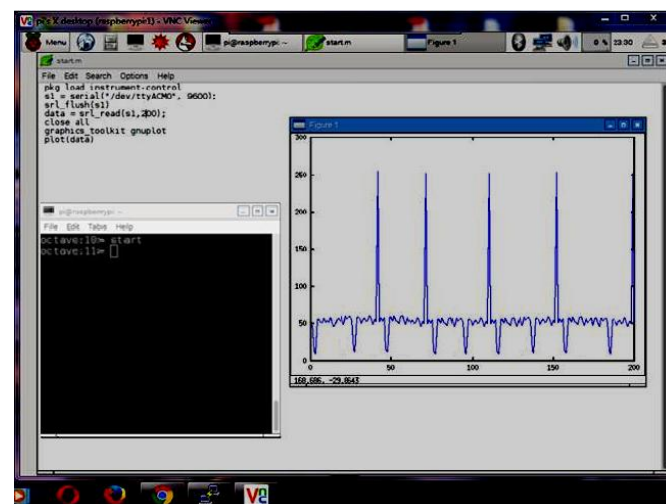 pi's X desktop (raspberrypi:1) - VNC Viewer
Menu
pi@raspberrypi: ~
start.m
Figure 1
0 %
23:30
start.m
File Edit Search Options Help
pkg load instrument-control
s1 = serial("/dev/ttyACM0", 9600);
srl_flush(s1)
data = srl_read(s1,200);
close all
graphics_toolkit gnuplot
plot(data)
pi@raspberrypi: ~
File Edit Tabs Help
octave:10> start
octave:11>
Figure 1
300
250
200
150
100
50
0
0 50 100 150 200
168.686, -29.8643